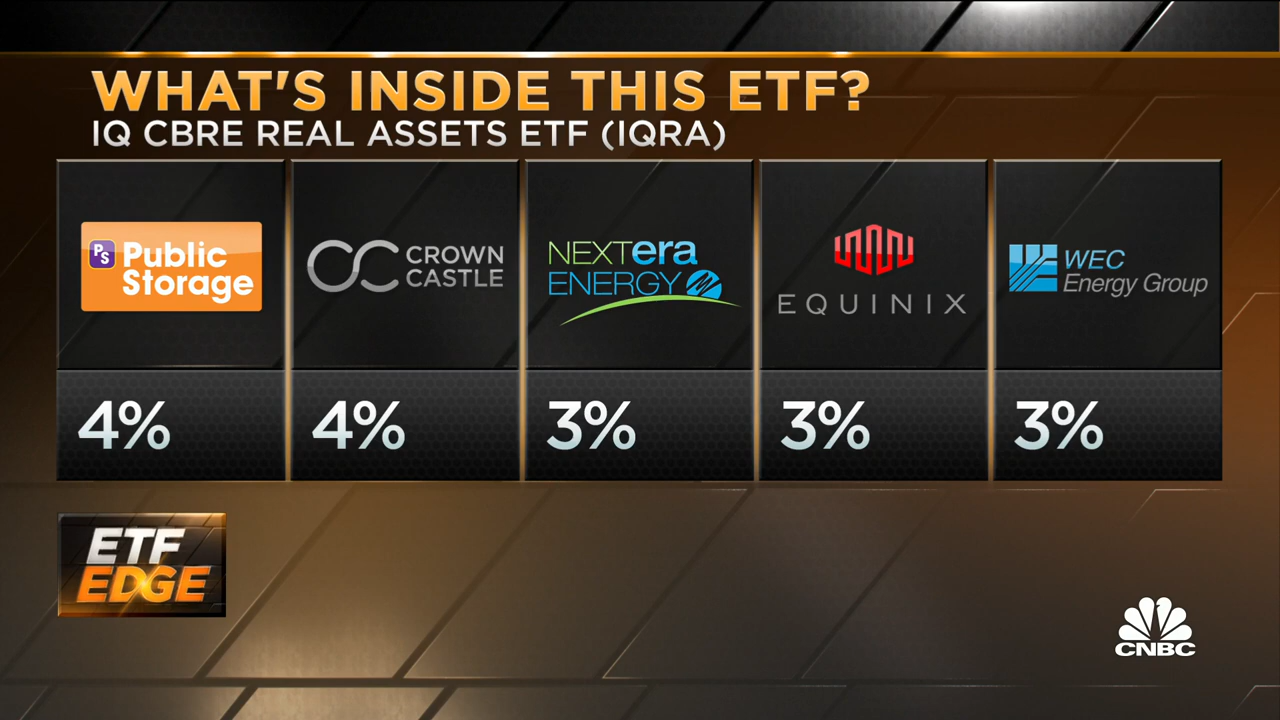 WHAT'S INSIDE THIS ETF?
IQ CBRE REAL ASSETS ETF (IQRA)
PS
Public
Storage
CROWN
CASTLE
NEXTera
ENERGY
EQUINIX
WEC
Energy Group
4%
4%
3%
3%
3%
ETF
EDGE
CNBC